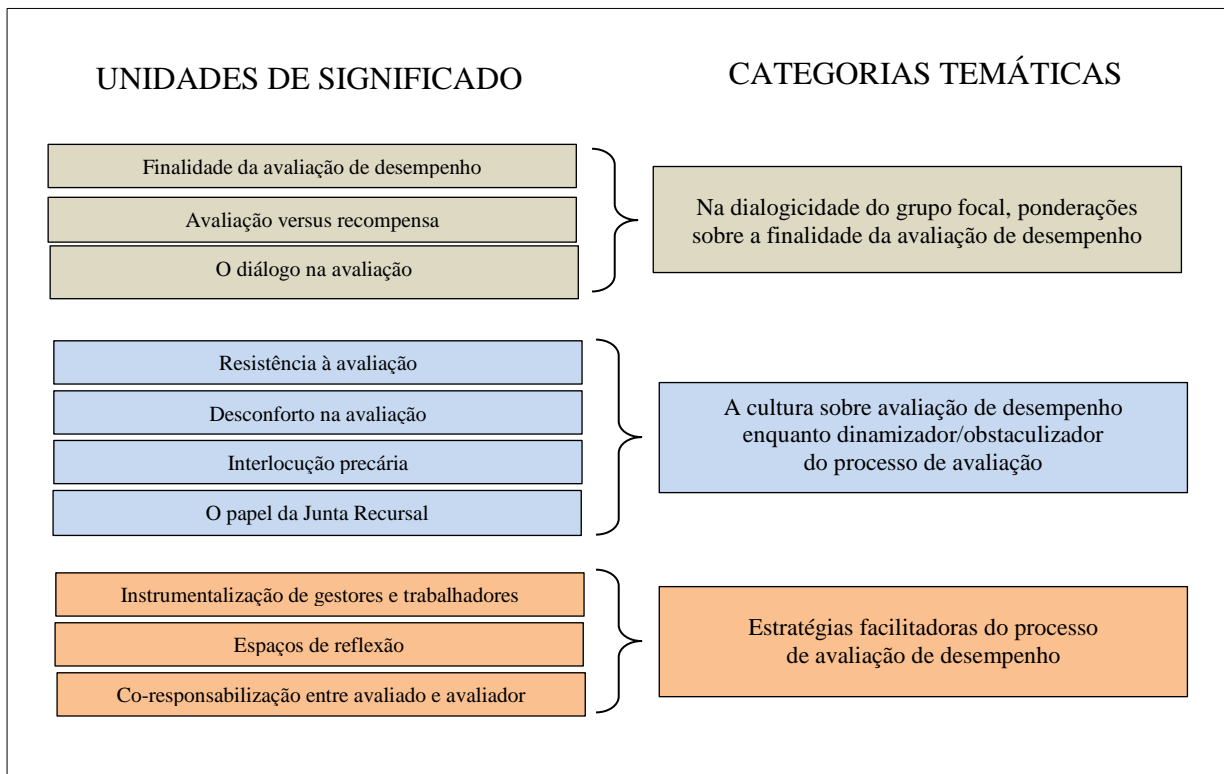 UNIDADES DE SIGNIFICADO
CATEGORIAS TEMÁTICAS
Finalidade da avaliação de desempenho
Avaliação versus recompensa
O diálogo na avaliação
Na dialogicidade do grupo focal, ponderações
sobre a finalidade da avaliação de desempenho
Resistência à avaliação
Desconforto na avaliação
Interlocução precária
O papel da Junta Recursal
A cultura sobre avaliação de desempenho
enquanto dinamizador/obstaculizador
do processo de avaliação
Instrumentalização de gestores e trabalhadores
Espaços de reflexão
Co-responsabilização entre avaliado e avaliador
Estratégias facilitadoras do processo
de avaliação de desempenho